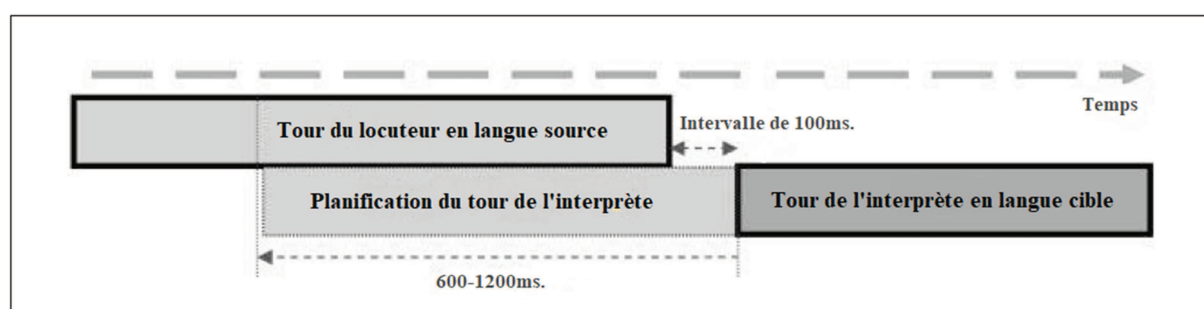 Temps
Tour du locuteur en langue source
Intervalle de 100ms.
Planification du tour de l'interprète
Tour de l'interprète en langue cible
600-1200ms.